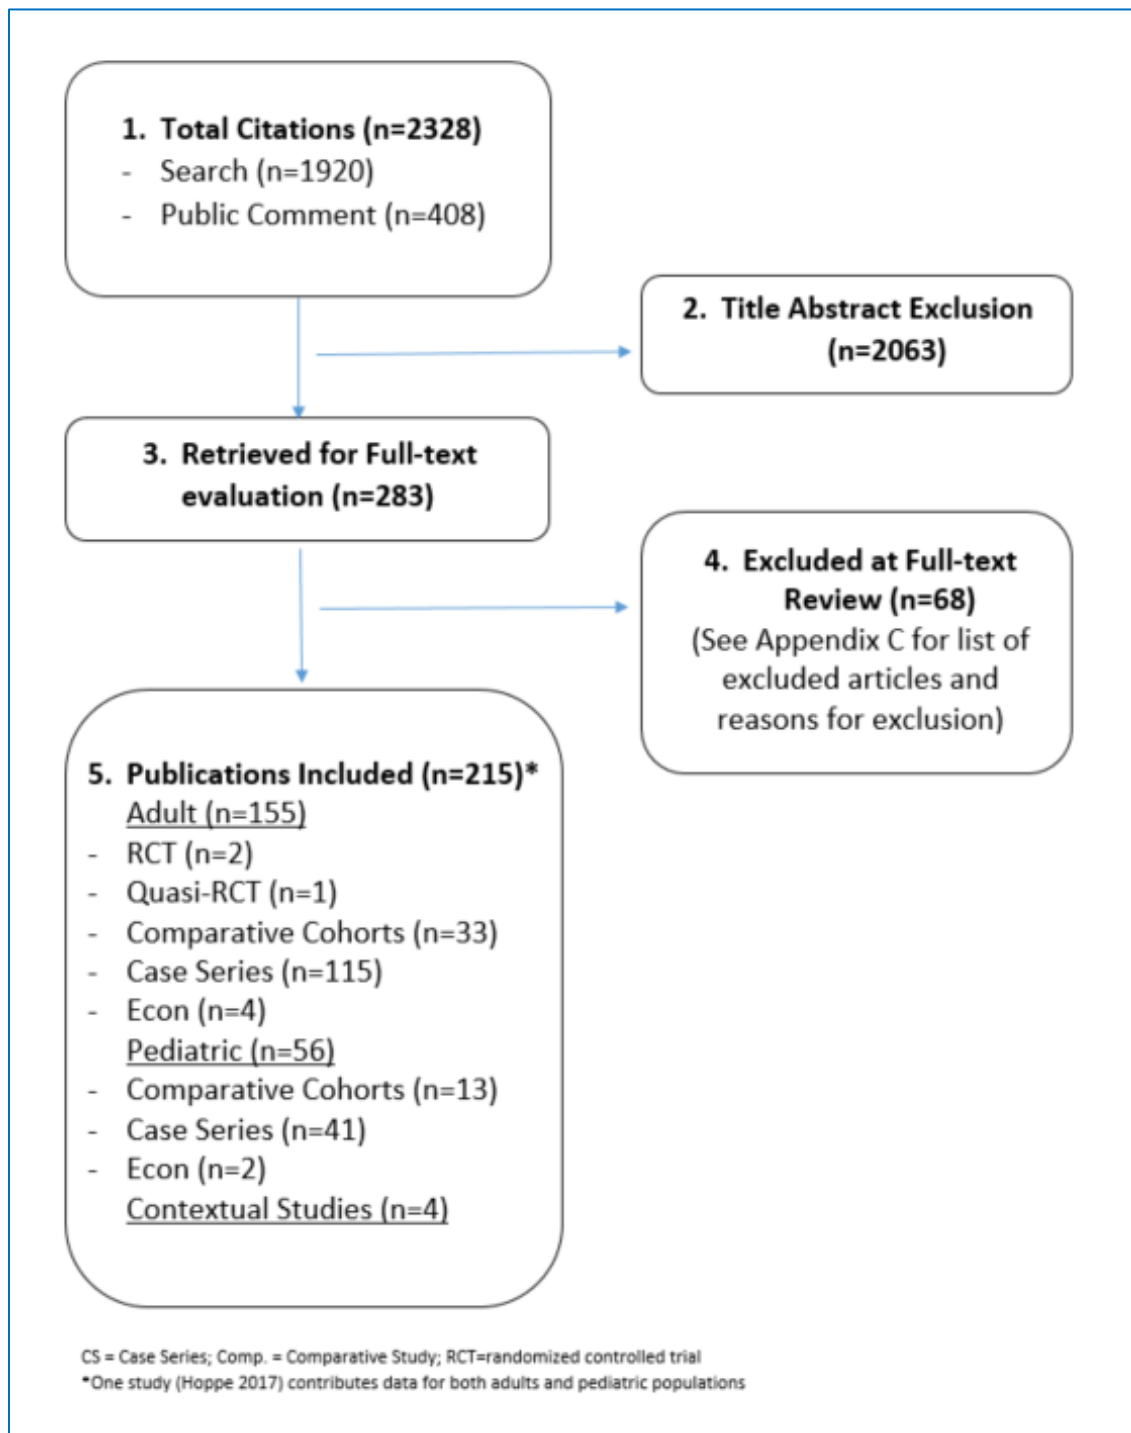 1. Total Citations (n=2328)
- Search (n=1920)
- Public Comment (n=408)
2. Title Abstract Exclusion
(n=2063)
3. Retrieved for Full-text
evaluation (n=283)
4. Excluded at Full-text
Review (n=68)
(See Appendix C for list of
excluded articles and
reasons for exclusion)
5. Publications Included (n=215)*
Adult (n=155)
- RCT (n=2)
- Quasi-RCT (n=1)
- Comparative Cohorts (n=33)
- Case Series (n=115)
- Econ (n=4)
Pediatric (n=56)
- Comparative Cohorts (n=13)
- Case Series (n=41)
- Econ (n=2)
Contextual Studies (n=4)
CS = Case Series; Comp. = Comparative Study; RCT=randomized controlled trial
*One study (Hoppe 2017) contributes data for both adults and pediatric populations